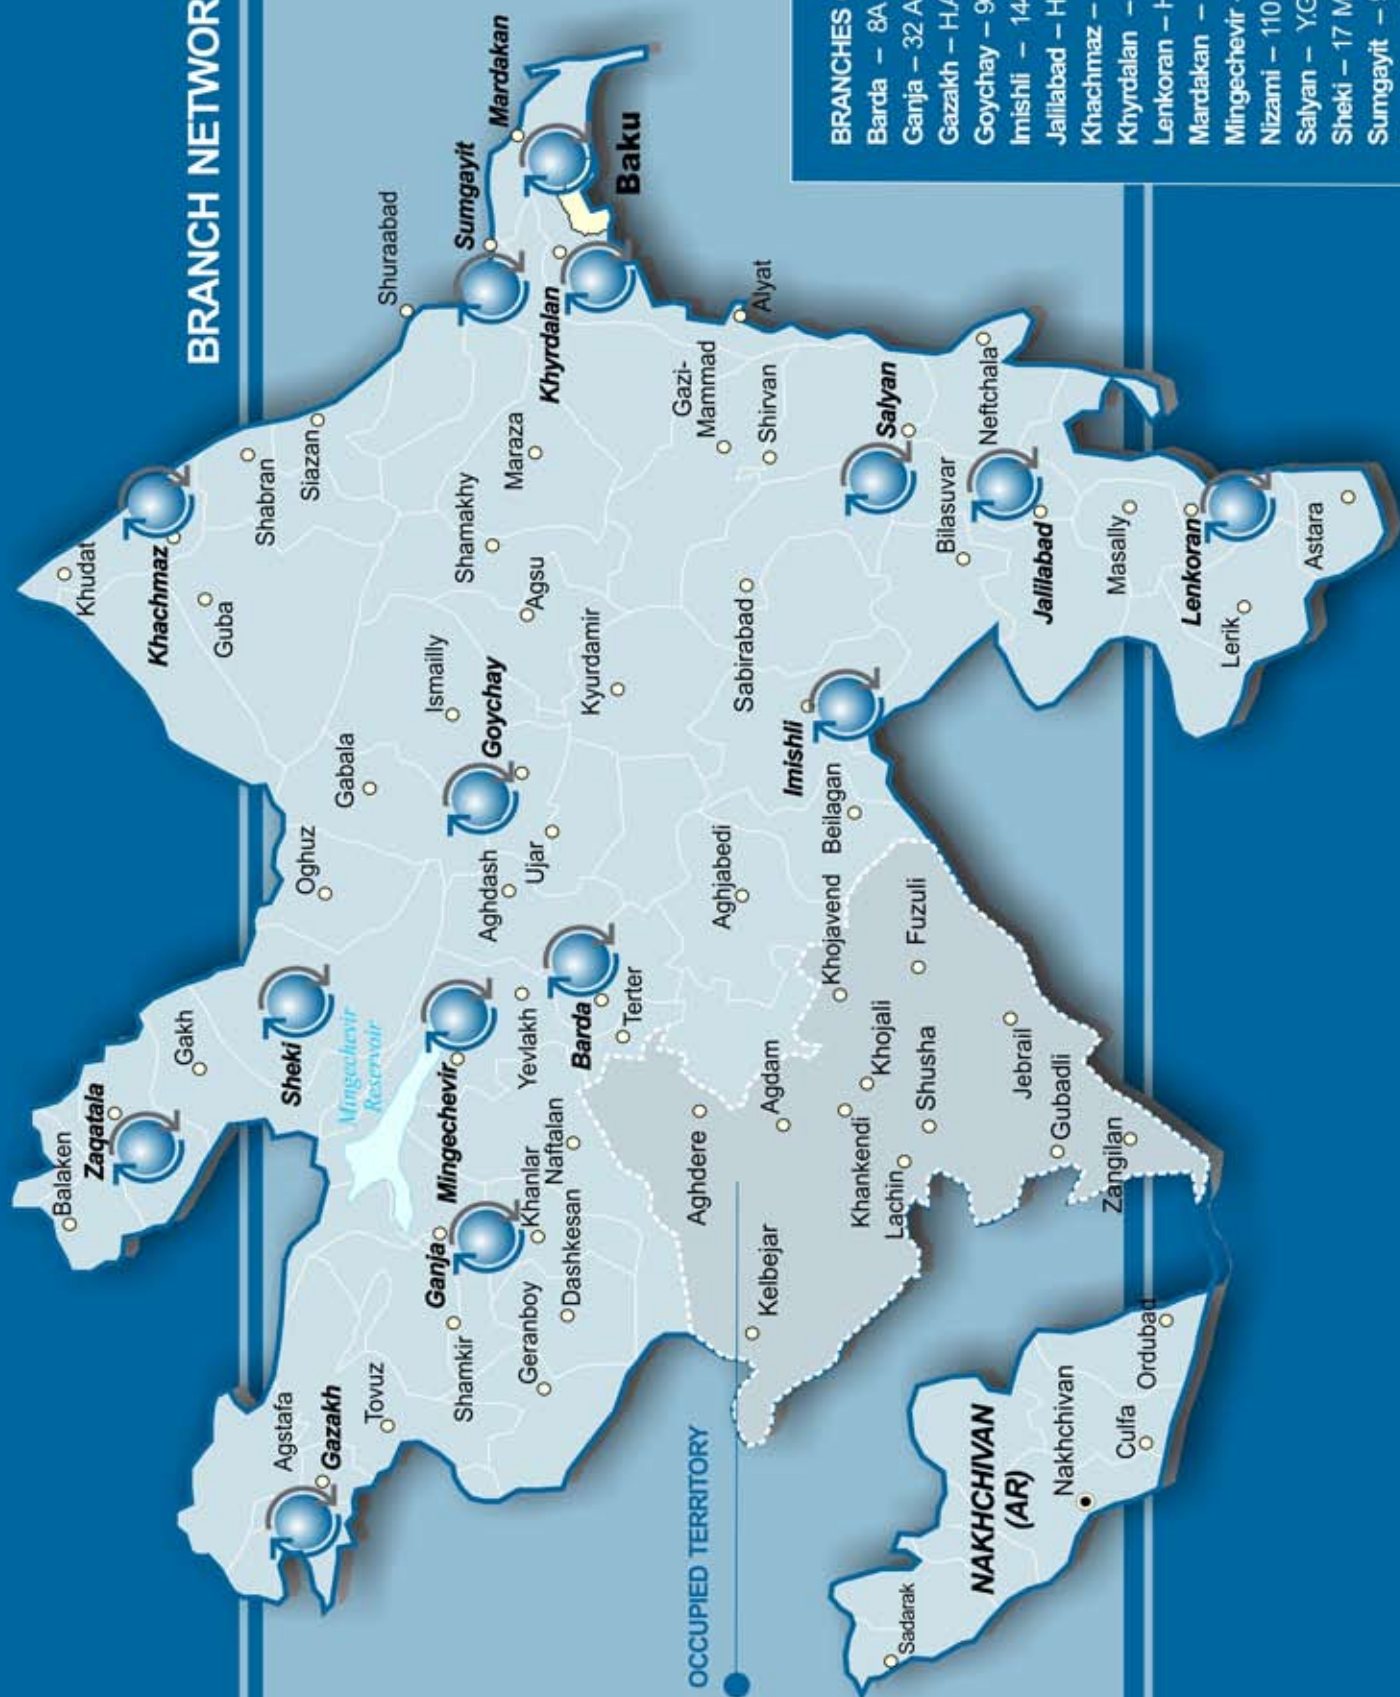 BRANCH NETWOR
Khudat
Khachmaz
Guba
Shabran
Siazan
Shuraabad
Sumgayit
Mardakan
Baku
Khyrdalan
Balaken
Zaqatala
Gakh
Sheki
Oghuz
Gabala
Ismailly
Shamakhy
Maraza
Agsu
Goychay
Mingechevir
Reservoir
Mingechevir
Aghdash
Ujar
Kyurdamir
Gazi-
Mammad
Shirvan
Alyat
Agstafa
Gazakh
Tovuz
Shamkir
Ganja
Geranboy
Khanlar
Dashkesan
Naftalan
Yevlakh
Barda
Terter
Aghjabedi
Sabirabad
Imishli
Beilagan
Salyan
Neftchala
Bilasuvar
Jalilabad
Masally
Lenkoran
Lerik
Astara
Aghdere
Agdam
Kelbejar
Khojavend
Khojali
Khankendi
Fuzuli
Shusha
Lachin
Jebrail
Gubadli
Zangilan
OCCUPIED TERRITORY
NAKHCHIVAN
(AR)
Sadarak
Nakhchivan
Culfa
Ordubad
BRANCHES
Barda – 8A
Ganja – 32 A
Gazakh – H.A
Goychay – 9
Imishli – 14
Jalilabad – H
Khachmaz –
Khyrdalan –
Lenkoran – H
Mardakan –
Mingechevir
Nizami – 110
Salyan – Y.G
Sheki – 17 M
Sumgayit –